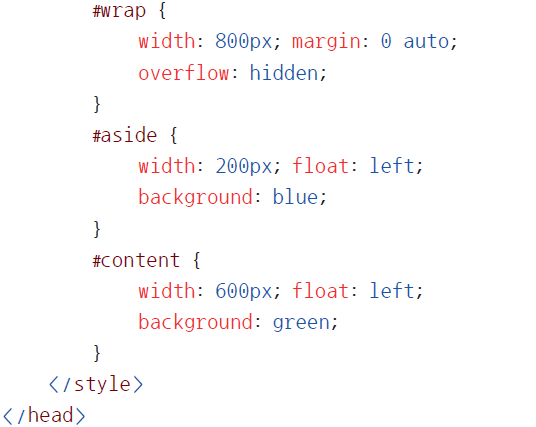 #wrap {
width: 800px; margin: 0 auto;
overflow: hidden;
}
#aside {
width: 200px; float: left;
background: blue;
}
#content {
width: 600px; float: left;
background: green;
}
</style>
</head>